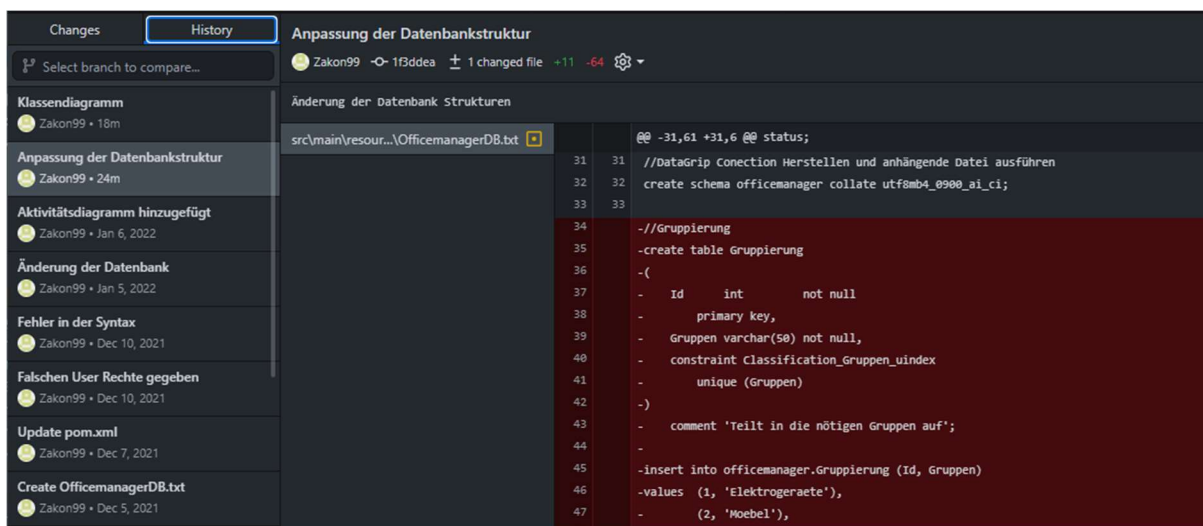 Changes History
Select branch to compare...
Klassendiagramm
Zakon99 • 18m
Anpassung der Datenbankstruktur
Zakon99 • 24m
Aktivitätsdiagramm hinzugefügt
Zakon99 • Jan 6, 2022
Änderung der Datenbank
Zakon99 • Jan 5, 2022
Fehler in der Syntax
Zakon99 • Dec 10, 2021
Falschen User Rechte gegeben
Zakon99 • Dec 10, 2021
Update pom.xml
Zakon99 • Dec 7, 2021
Create OfficemanagerDB.txt
Zakon99 • Dec 5, 2021
Anpassung der Datenbankstruktur
Zakon99 1f3ddea 1 changed file +11 -64
Änderung der Datenbank Strukturen
src\main\resour...\OfficemanagerDB.txt
@@ -31,61 +31,6 @@ status;
31 31 //DataGrip Conection Herstellen und anhängende Datei ausführen
32 32 create schema officemanager collate utf8mb4_0900_ai_ci;
33 33
34 -//Gruppierung
35 -create table Gruppierung
36 -(
37 - Id int not null
38 - primary key,
39 - Gruppen varchar(50) not null,
40 - constraint Classification_Gruppen_uindex
41 - unique (Gruppen)
42 -)
43 - comment 'Teilt in die nötigen Gruppen auf';
44 -
45 -insert into officemanager.Gruppierung (Id, Gruppen)
46 -values (1, 'Elektrogeraete'),
47 - (2, 'Moebel'),